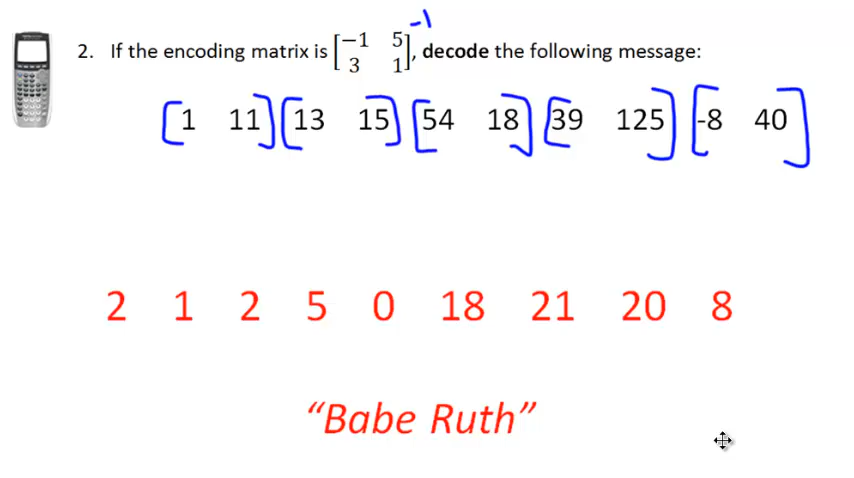 -1
2. If the encoding matrix is [-1 5 3 1], decode the following message:
[1 11] [13 15] [54 18] [39 125] [-8 40]
2 1 2 5 0 18 21 20 8
“Babe Ruth”